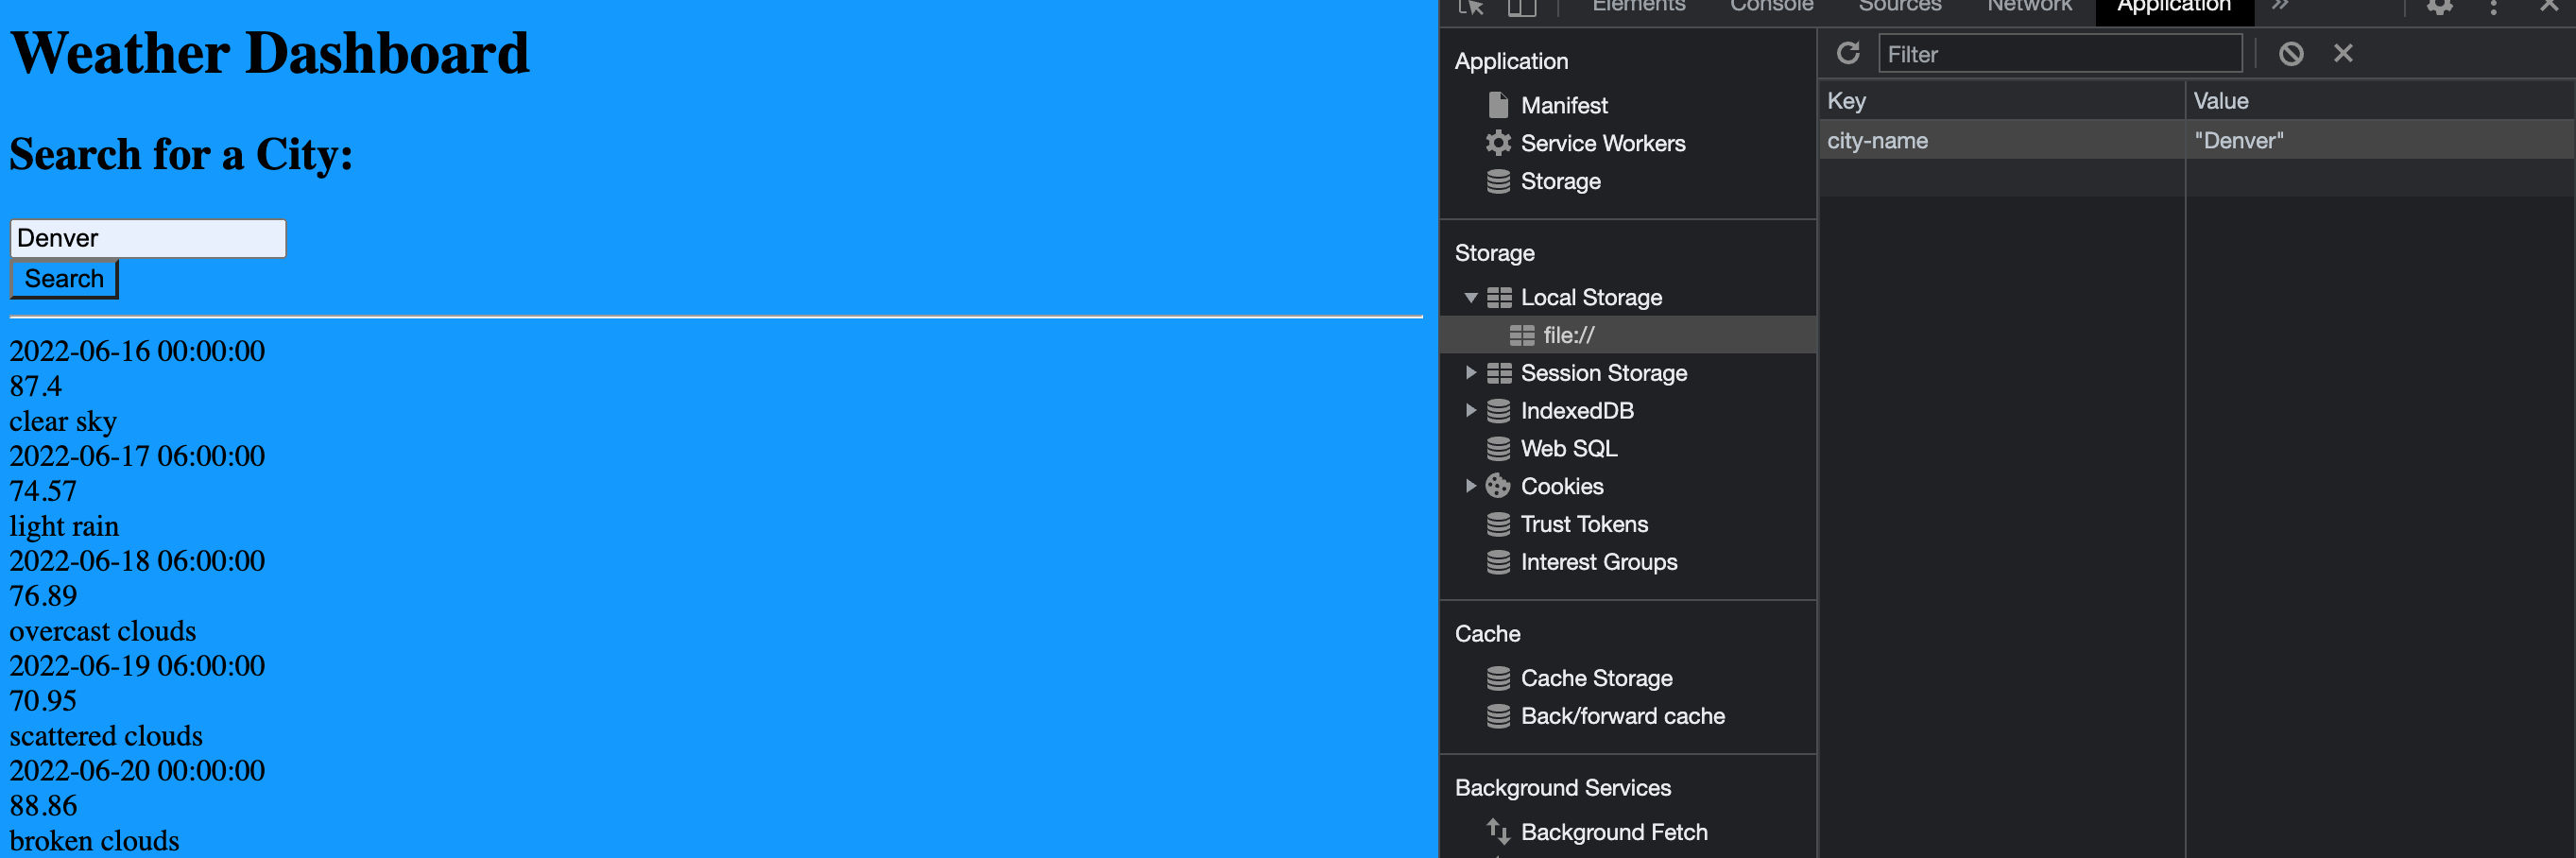 Weather Dashboard
Search for a City:
Denver
Search
2022-06-16 00:00:00
87.4
clear sky
2022-06-17 06:00:00
74.57
light rain
2022-06-18 06:00:00
76.89
overcast clouds
2022-06-19 06:00:00
70.95
scattered clouds
2022-06-20 00:00:00
88.86
broken clouds
Elements Console Sources Network Application
Application
Manifest
Service Workers
Storage
Storage
Local Storage
file://
Session Storage
IndexedDB
Web SQL
Cookies
Trust Tokens
Interest Groups
Cache
Cache Storage
Back/forward cache
Background Services
Background Fetch
Filter
Key Value
city-name "Denver"